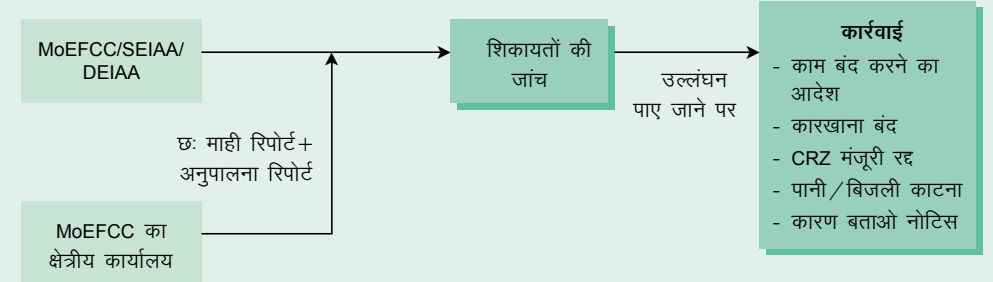 MoEFCC/SEIAA/
DEIAA
छः माही रिपोर्ट+
अनुपालना रिपोर्ट
MoEFCC का
क्षेत्रीय कार्यालय
शिकायतों की
जांच
उल्लंघन
पाए जाने पर
कार्रवाई
- काम बंद करने का
आदेश
- कारखाना बंद
- CRZ मंजूरी रद्द
- पानी/बिजली काटना
- कारण बताओ नोटिस